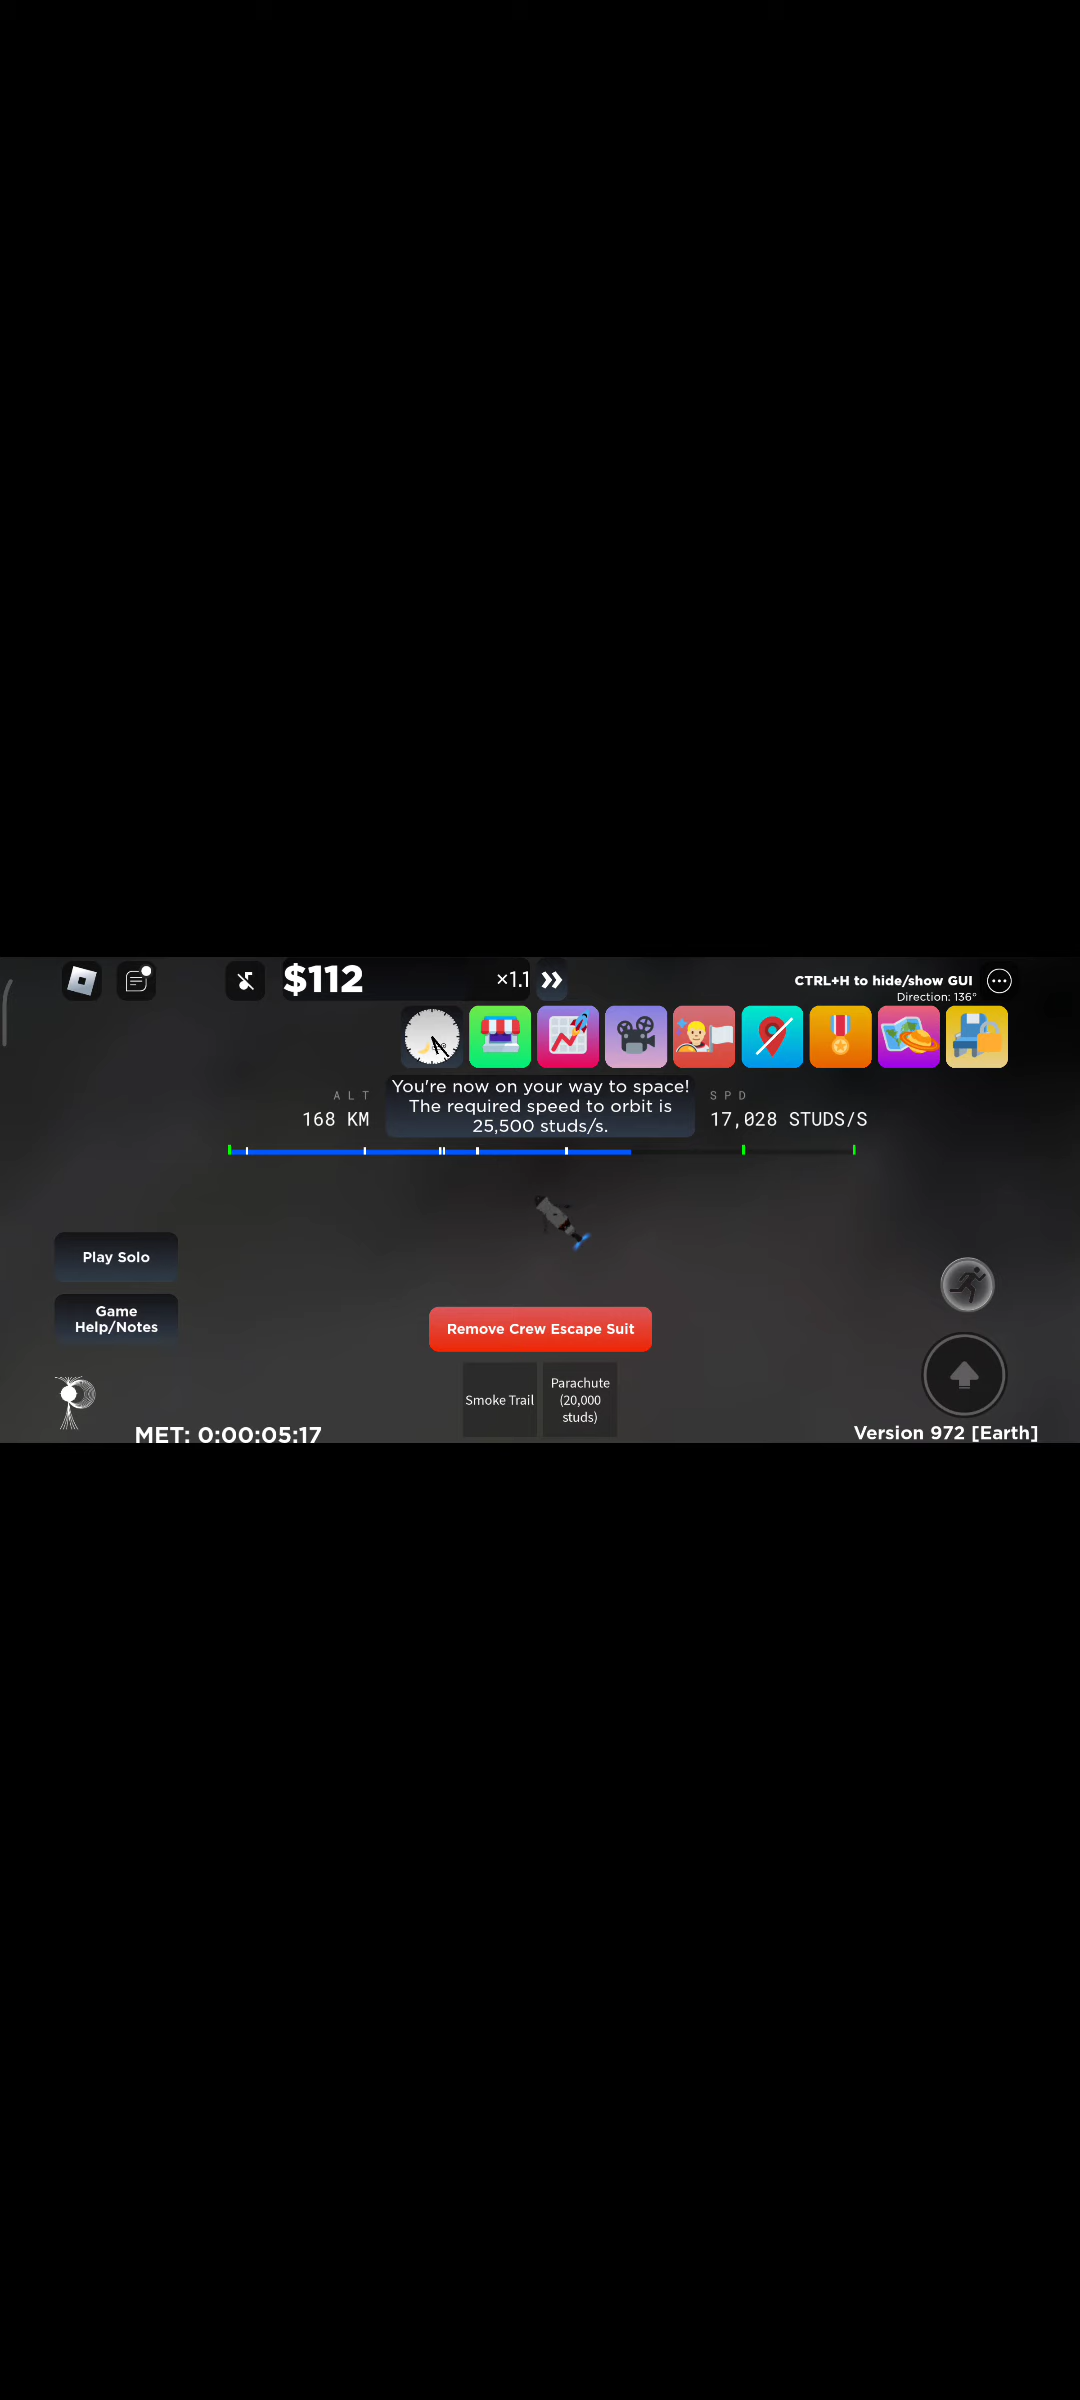 $112
×1.1
CTRL+H to hide/show GUI
Direction: 136°
ALT
168 KM
You're now on your way to space!
The required speed to orbit is
25,500 studs/s.
SPD
17,028 STUDS/S
Play Solo
Game
Help/Notes
Remove Crew Escape Suit
Smoke Trail
Parachute
(20,000
studs)
MET: 0:00:05:17
Version 972 [Earth]